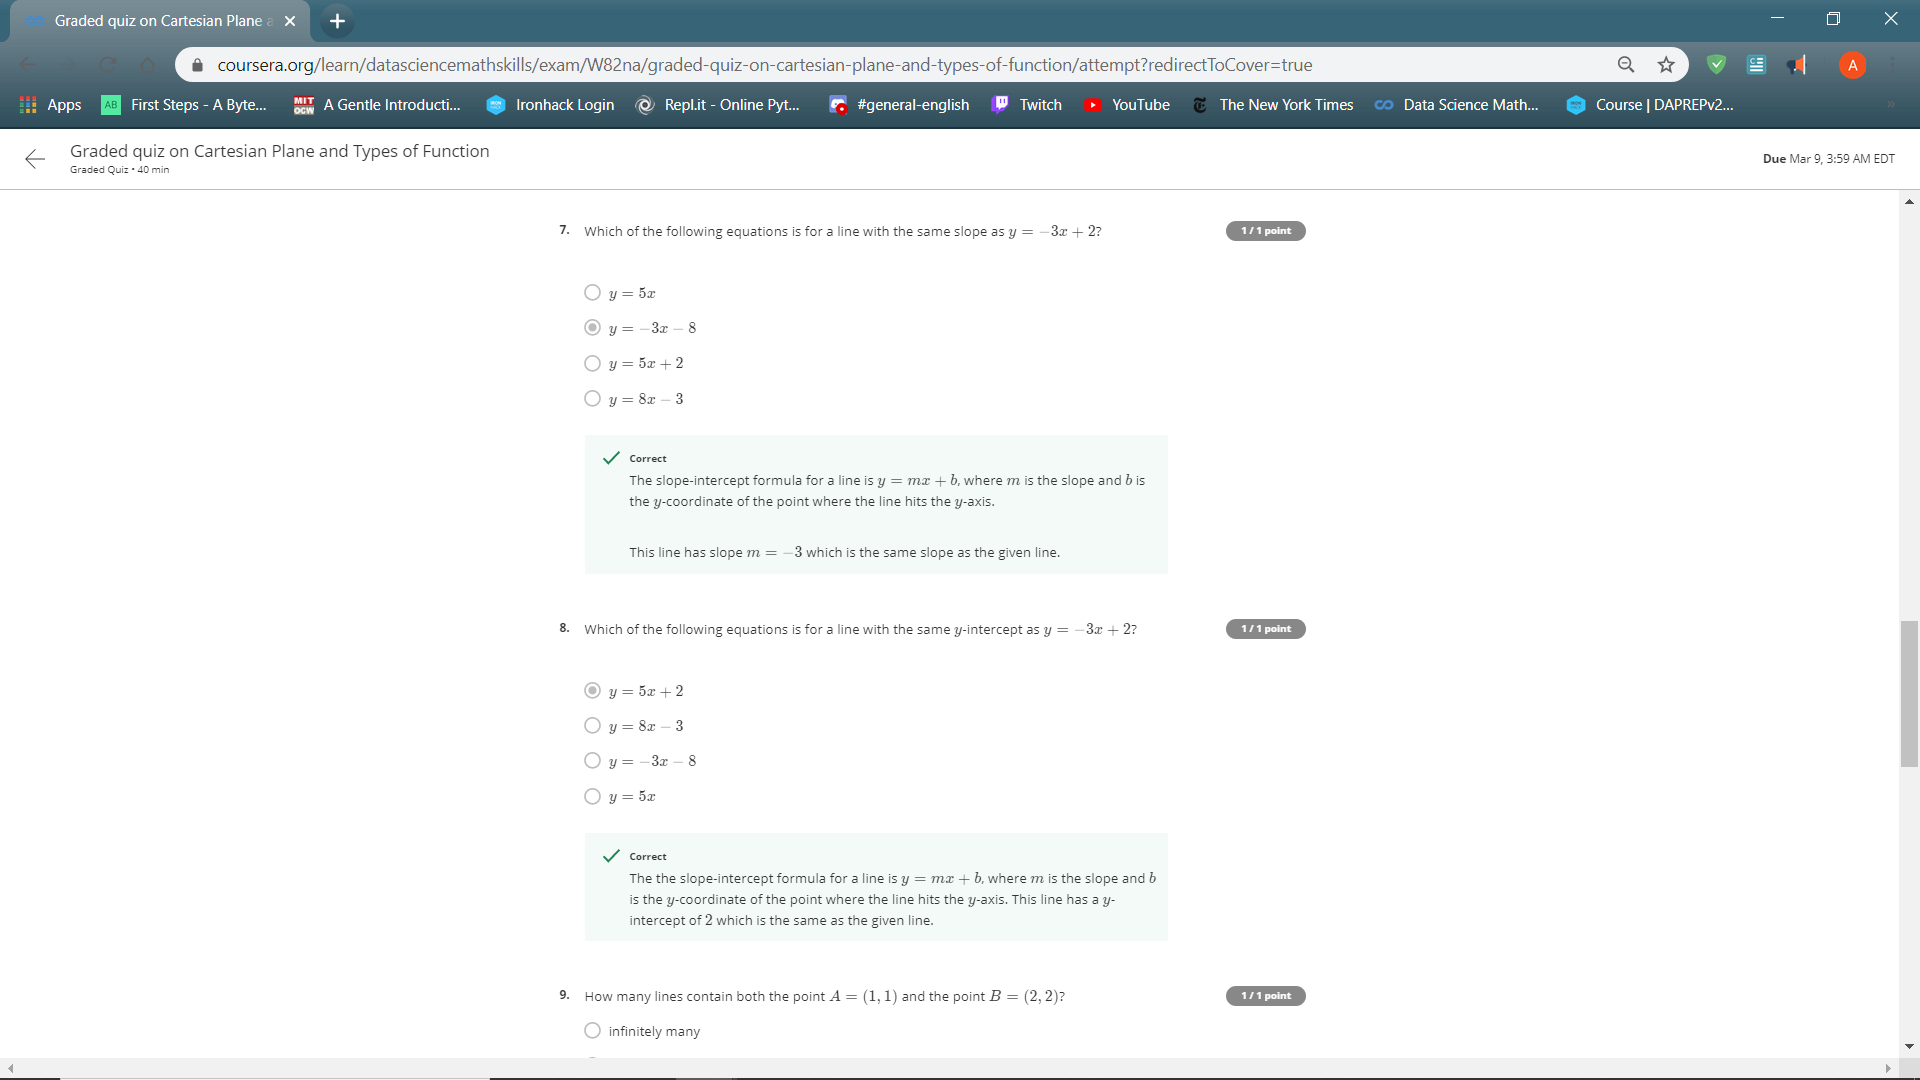 Graded quiz on Cartesian Plane a
coursera.org/learn/datasciencemathskills/exam/W82na/graded-quiz-on-cartesian-plane-and-types-of-function/attempt?redirectToCover=true
A
Apps AB First Steps - A Byte... MIT OCW A Gentle Introducti... Ironhack Login Repl.it - Online Pyt... #general-english Twitch YouTube The New York Times Data Science Math... Course | DAPREPv2...
Graded quiz on Cartesian Plane and Types of Function
Graded Quiz • 40 min
Due Mar 9, 3:59 AM EDT
7. Which of the following equations is for a line with the same slope as y = −3x + 2? 1 / 1 point
y = 5x
y = −3x − 8
y = 5x + 2
y = 8x − 3
Correct
The slope-intercept formula for a line is y = mx + b, where m is the slope and b is
the y-coordinate of the point where the line hits the y-axis.
This line has slope m = −3 which is the same slope as the given line.
8. Which of the following equations is for a line with the same y-intercept as y = −3x + 2? 1 / 1 point
y = 5x + 2
y = 8x − 3
y = −3x − 8
y = 5x
Correct
The the slope-intercept formula for a line is y = mx + b, where m is the slope and b
is the y-coordinate of the point where the line hits the y-axis. This line has a y-
intercept of 2 which is the same as the given line.
9. How many lines contain both the point A = (1, 1) and the point B = (2, 2)? 1 / 1 point
infinitely many